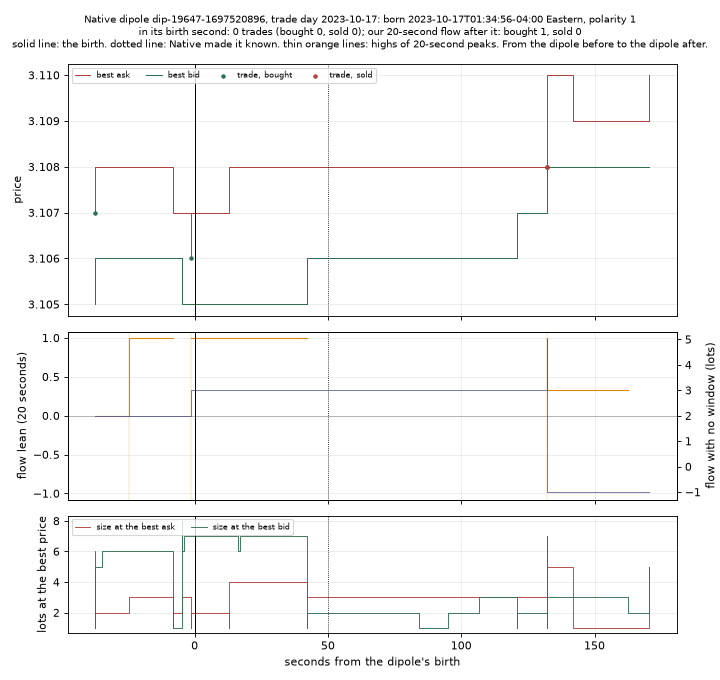 Native dipole dip-19647-1697520896, trade day 2023-10-17: born 2023-10-17T01:34:56-04:00 Eastern, polarity 1
in its birth second: 0 trades (bought 0, sold 0); our 20-second flow after it: bought 1, sold 0
solid line: the birth. dotted line: Native made it known. thin orange lines: highs of 20-second peaks. From the dipole before to the dipole after.
best ask
best bid
trade, bought
trade, sold
3.110
3.109
3.108
3.107
3.106
3.105
price
1.0
0.5
0.0
−0.5
−1.0
flow lean (20 seconds)
5
4
3
2
1
0
−1
flow with no window (lots)
size at the best ask
size at the best bid
8
6
4
2
lots at the best price
0
50
100
150
seconds from the dipole's birth